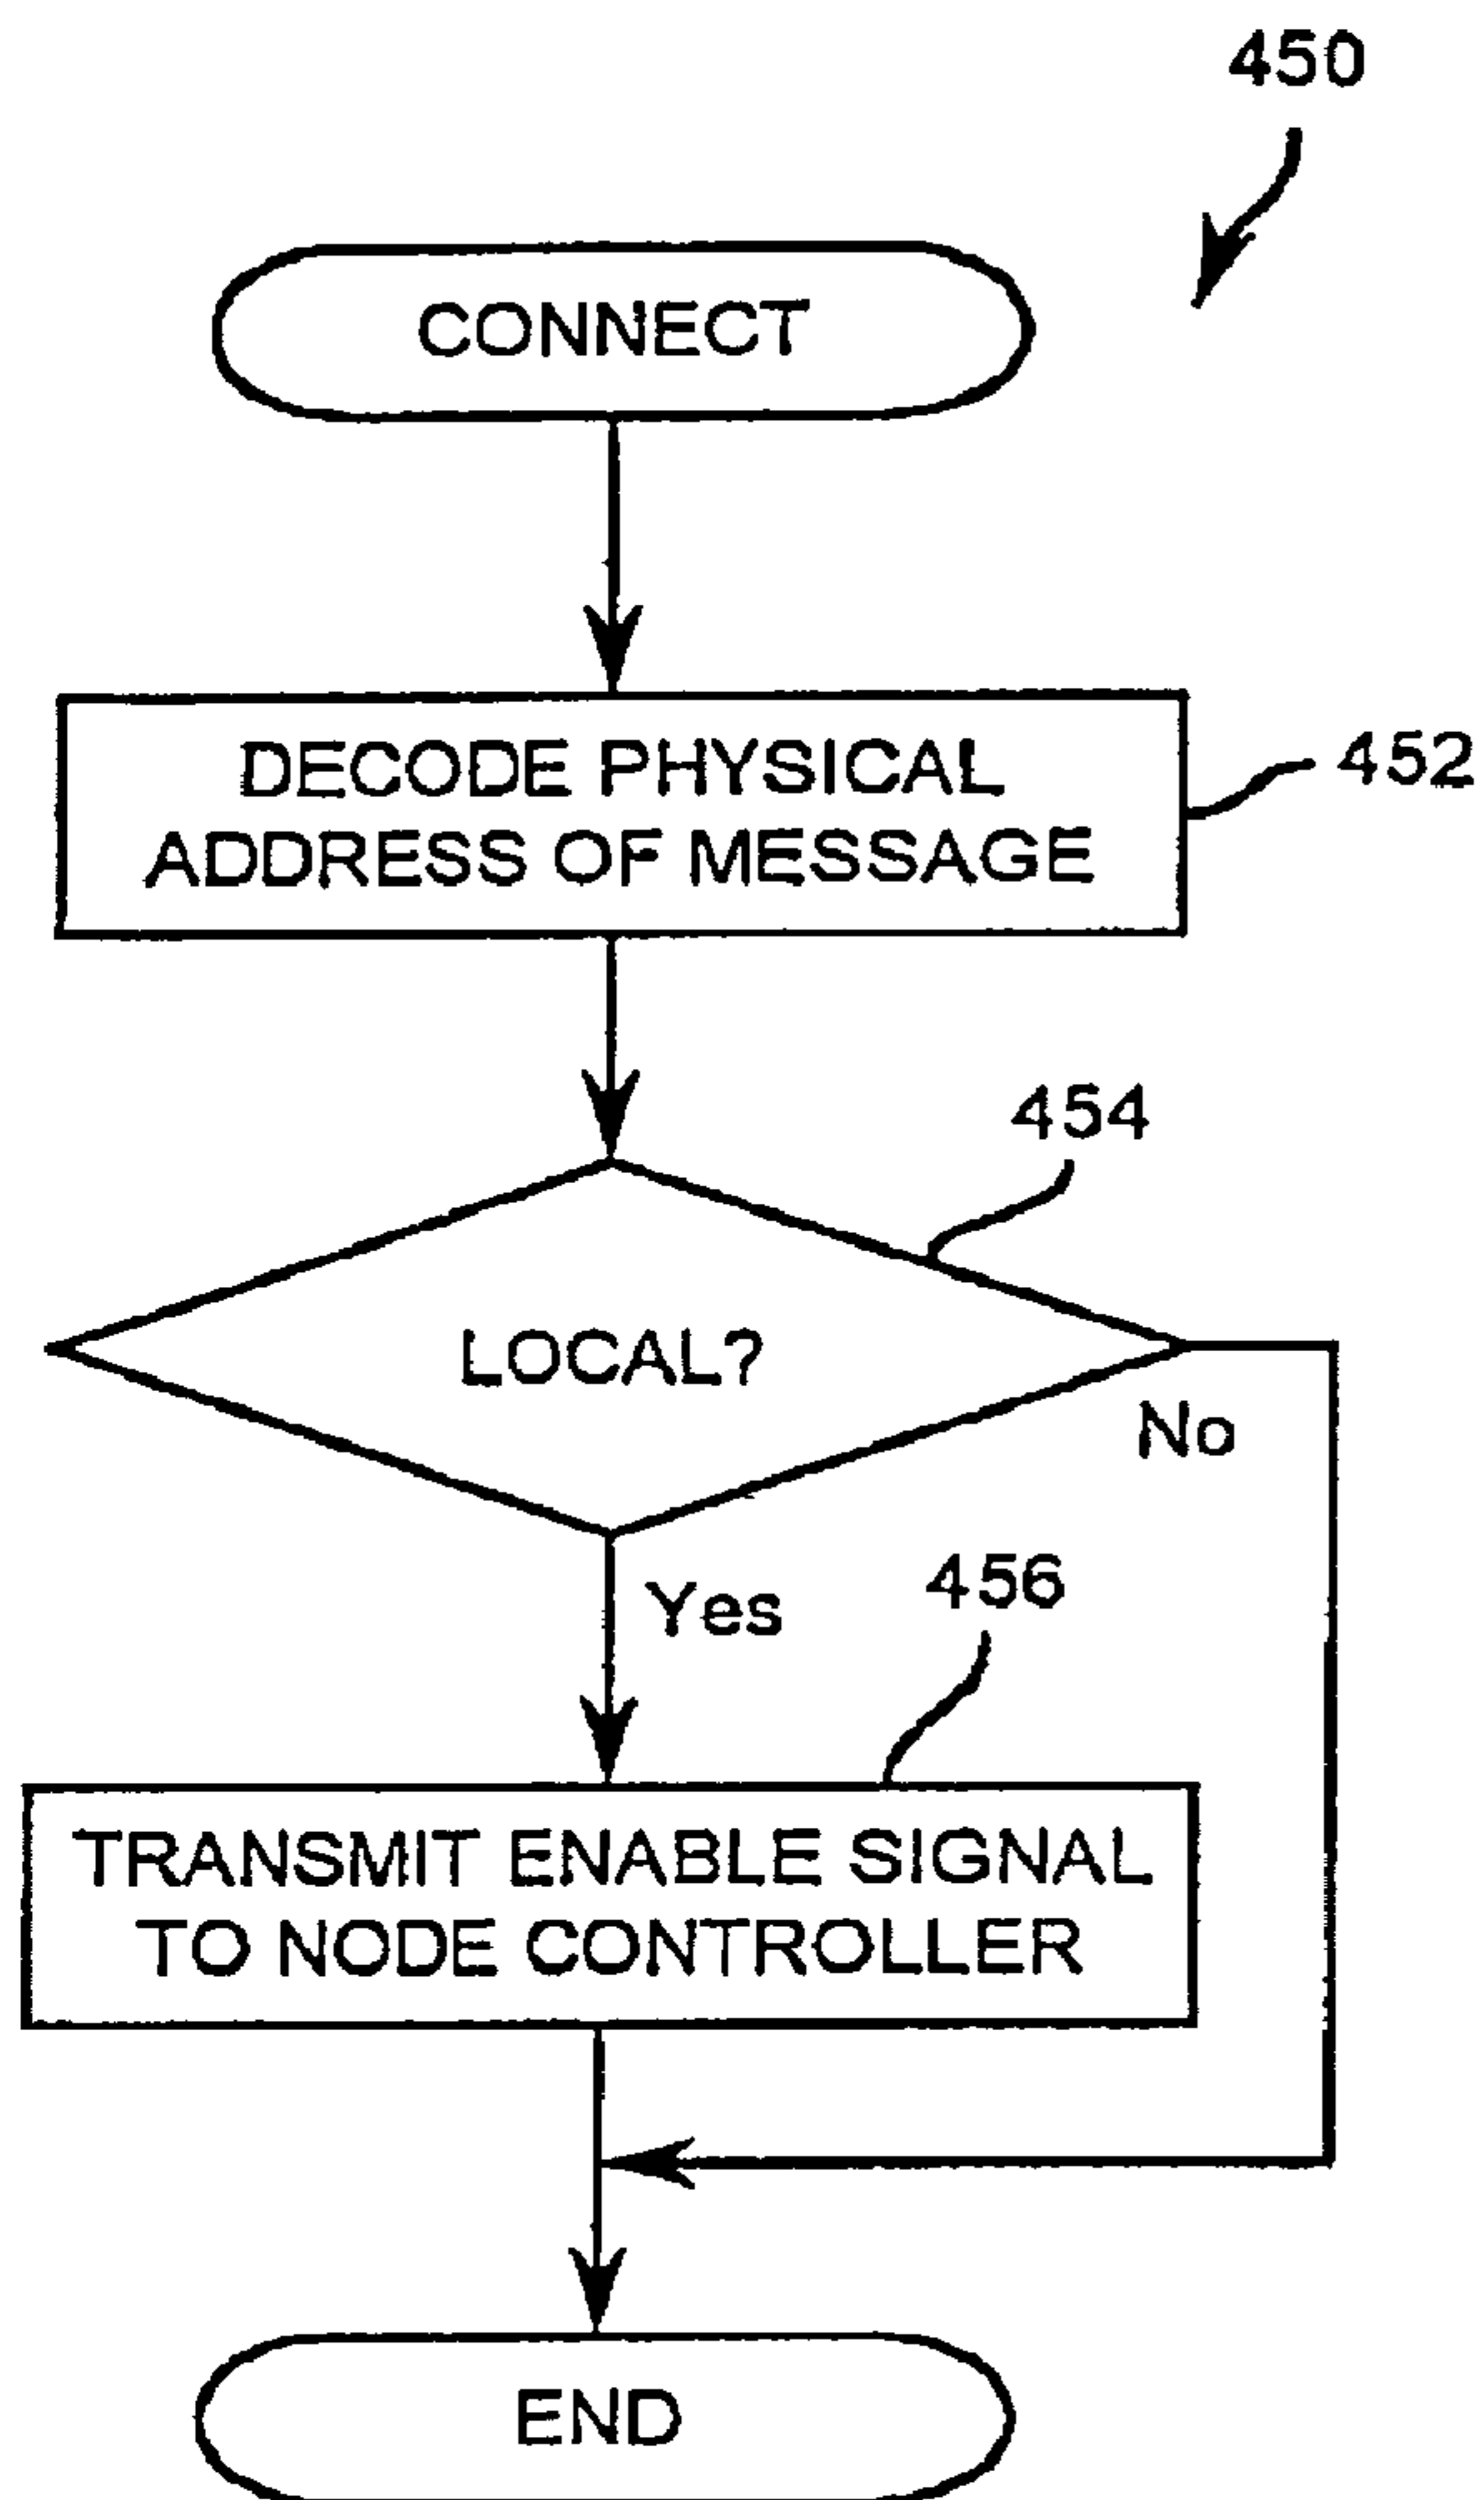 450
CONNECT
DECODE PHYSICAL
ADDRESS OF MESSAGE
452
454
LOCAL?
No
Yes
456
TRANSMIT ENABLE SIGNAL
TO NODE CONTROLLER
END